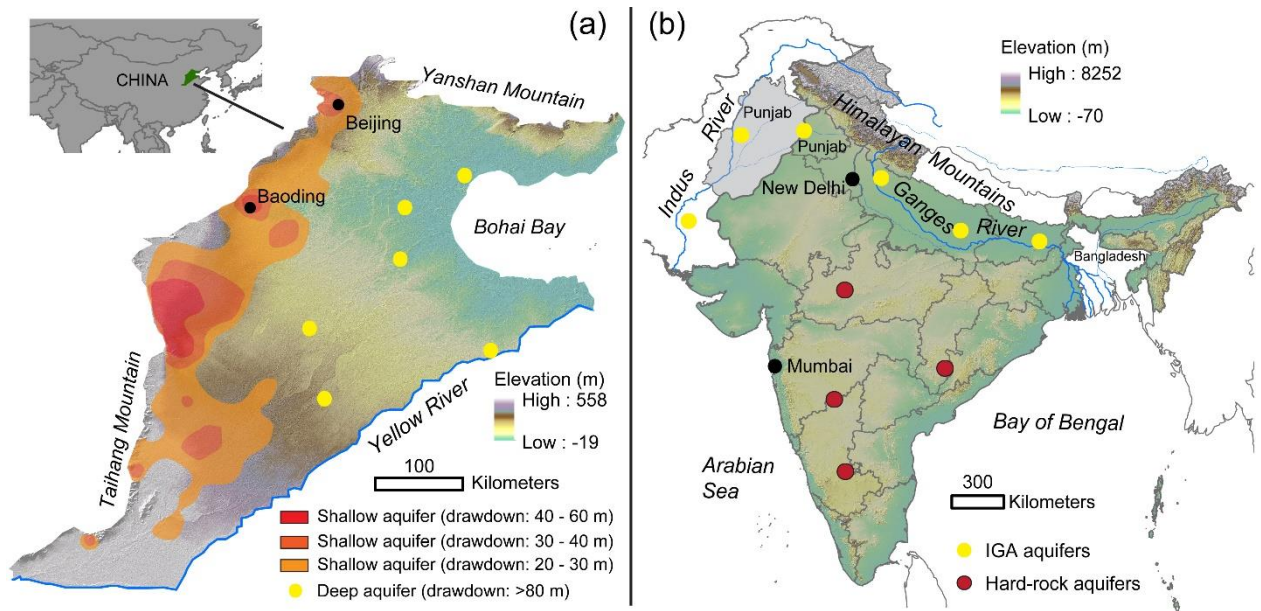 (a)
CHINA
Yanshan Mountain
Beijing
Baoding
Bohai Bay
Taihang Mountain
Yellow River
Elevation (m)
High : 558
Low : -19
100
Kilometers
Shallow aquifer (drawdown: 40 - 60 m)
Shallow aquifer (drawdown: 30 - 40 m)
Shallow aquifer (drawdown: 20 - 30 m)
Deep aquifer (drawdown: >80 m)
(b)
Elevation (m)
High : 8252
Low : -70
Indus River
Punjab
Punjab
Himalayan Mountains
New Delhi
Ganges River
Bangladesh
Mumbai
Bay of Bengal
Arabian
Sea
300
Kilometers
IGA aquifers
Hard-rock aquifers